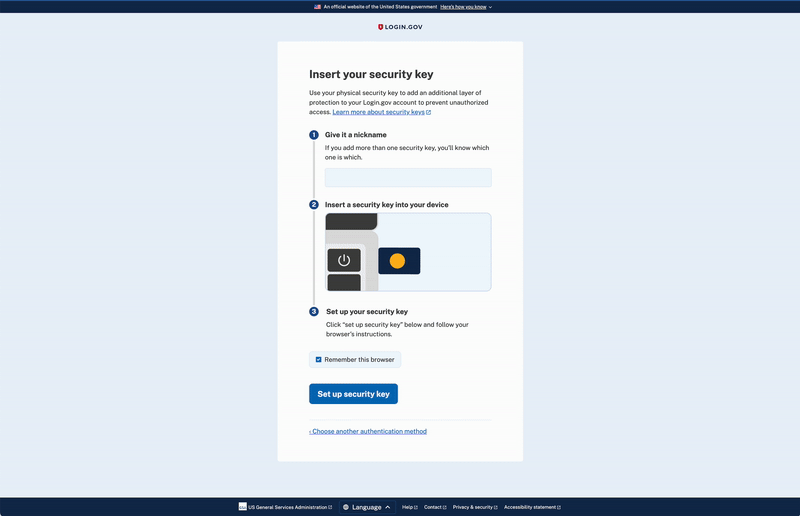 An official website of the United States government Here's how you know
LOGIN.GOV
Insert your security key
Use your physical security key to add an additional layer of
protection to your Login.gov account to prevent unauthorized
access. Learn more about security keys
1 Give it a nickname
If you add more than one security key, you'll know which
one is which.
2 Insert a security key into your device
3 Set up your security key
Click “set up security key” below and follow your
browser's instructions.
Remember this browser
Set up security key
‹ Choose another authentication method
US General Services Administration Language Help Contact Privacy & security Accessibility statement